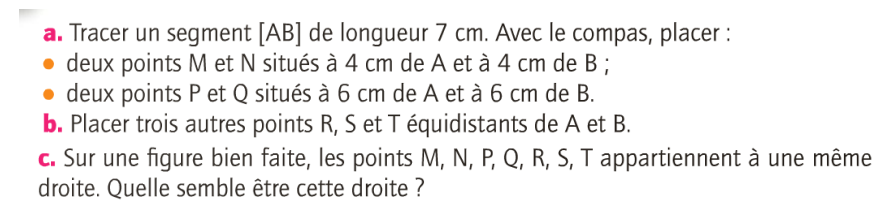 a. Tracer un segment [AB] de longueur 7 cm. Avec le compas, placer :
• deux points M et N situés à 4 cm de A et à 4 cm de B ;
• deux points P et Q situés à 6 cm de A et à 6 cm de B.
b. Placer trois autres points R, S et T équidistants de A et B.
c. Sur une figure bien faite, les points M, N, P, Q, R, S, T appartiennent à une même
droite. Quelle semble être cette droite ?